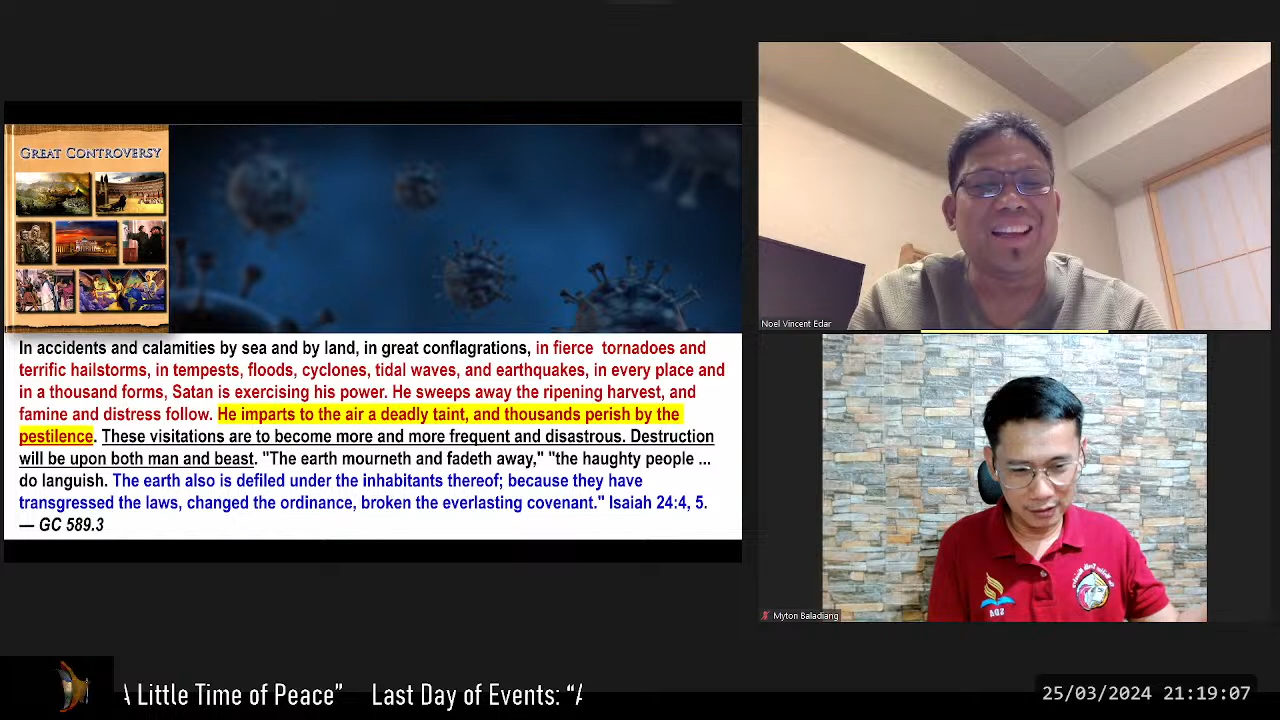 GREAT CONTROVERSY
In accidents and calamities by sea and by land, in great conflagrations, in fierce tornadoes and
terrific hailstorms, in tempests, floods, cyclones, tidal waves, and earthquakes, in every place and
in a thousand forms, Satan is exercising his power. He sweeps away the ripening harvest, and
famine and distress follow. He imparts to the air a deadly taint, and thousands perish by the
pestilence. These visitations are to become more and more frequent and disastrous. Destruction
will be upon both man and beast. "The earth mourneth and fadeth away," "the haughty people ...
do languish. The earth also is defiled under the inhabitants thereof; because they have
transgressed the laws, changed the ordinance, broken the everlasting covenant." Isaiah 24:4, 5.
— GC 589.3
Noel Vincent Edar
SDA
Myton Baladiang
A Little Time of Peace” Last Day of Events: “A
25/03/2024 21:19:07